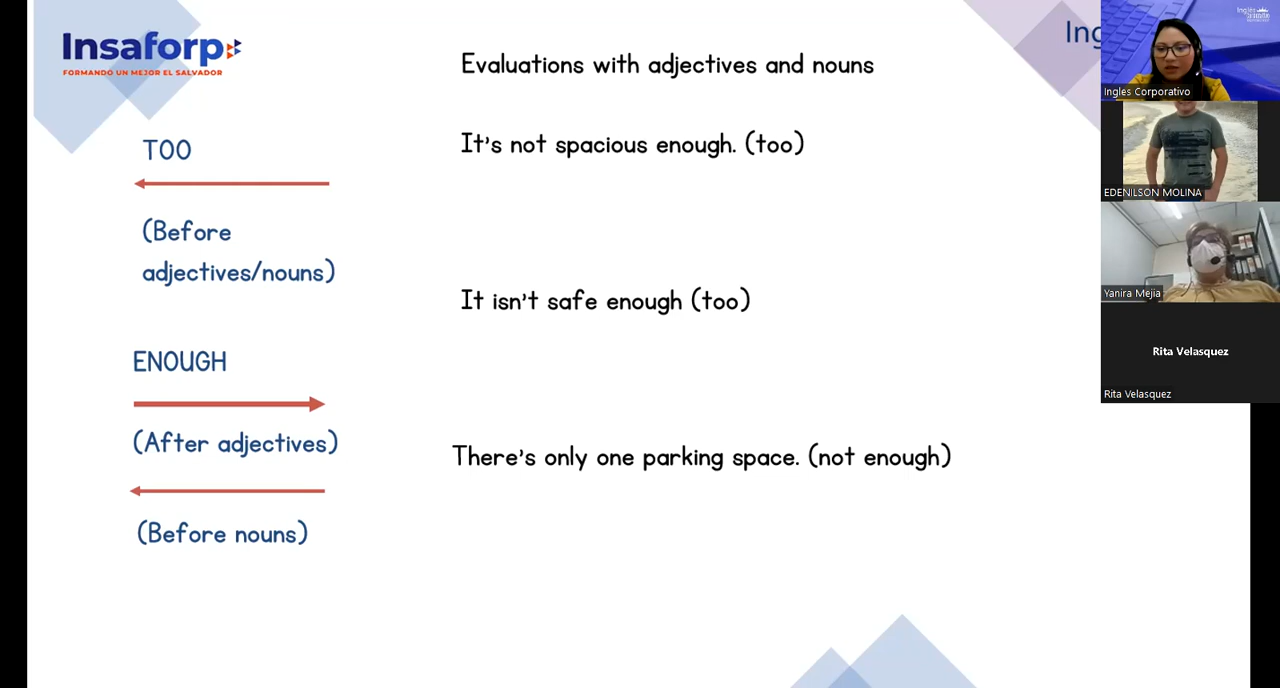 Insaforp
FORMANDO UN MEJOR EL SALVADOR
Evaluations with adjectives and nouns
TOO
(Before
adjectives/nouns)
ENOUGH
(After adjectives)
(Before nouns)
It's not spacious enough. (too)
It isn't safe enough (too)
There's only one parking space. (not enough)
Ingles Corporativo
EDENILSON MOLINA
Yanira Mejia
Rita Velasquez
Rita Velasquez